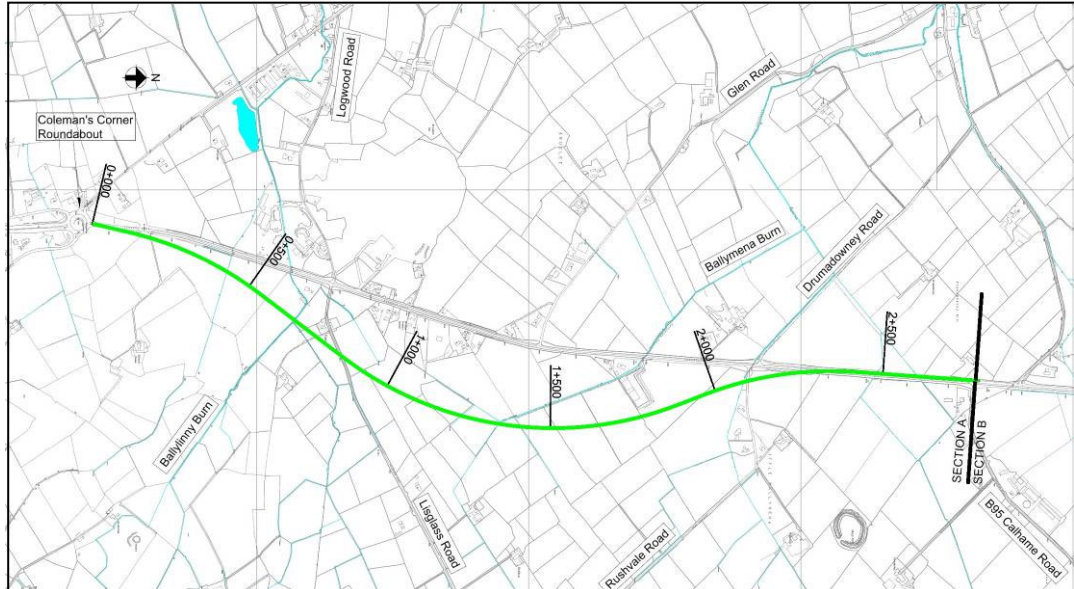 N
Coleman's Corner
Roundabout
Logwood Road
Glen Road
0+000
0+500
Ballymena Burn
Drumadowney Road
1+000
1+500
2+000
2+500
Ballylinny Burn
Lisglass Road
Rushvale Road
SECTION A
SECTION B
B95 Calhame Road